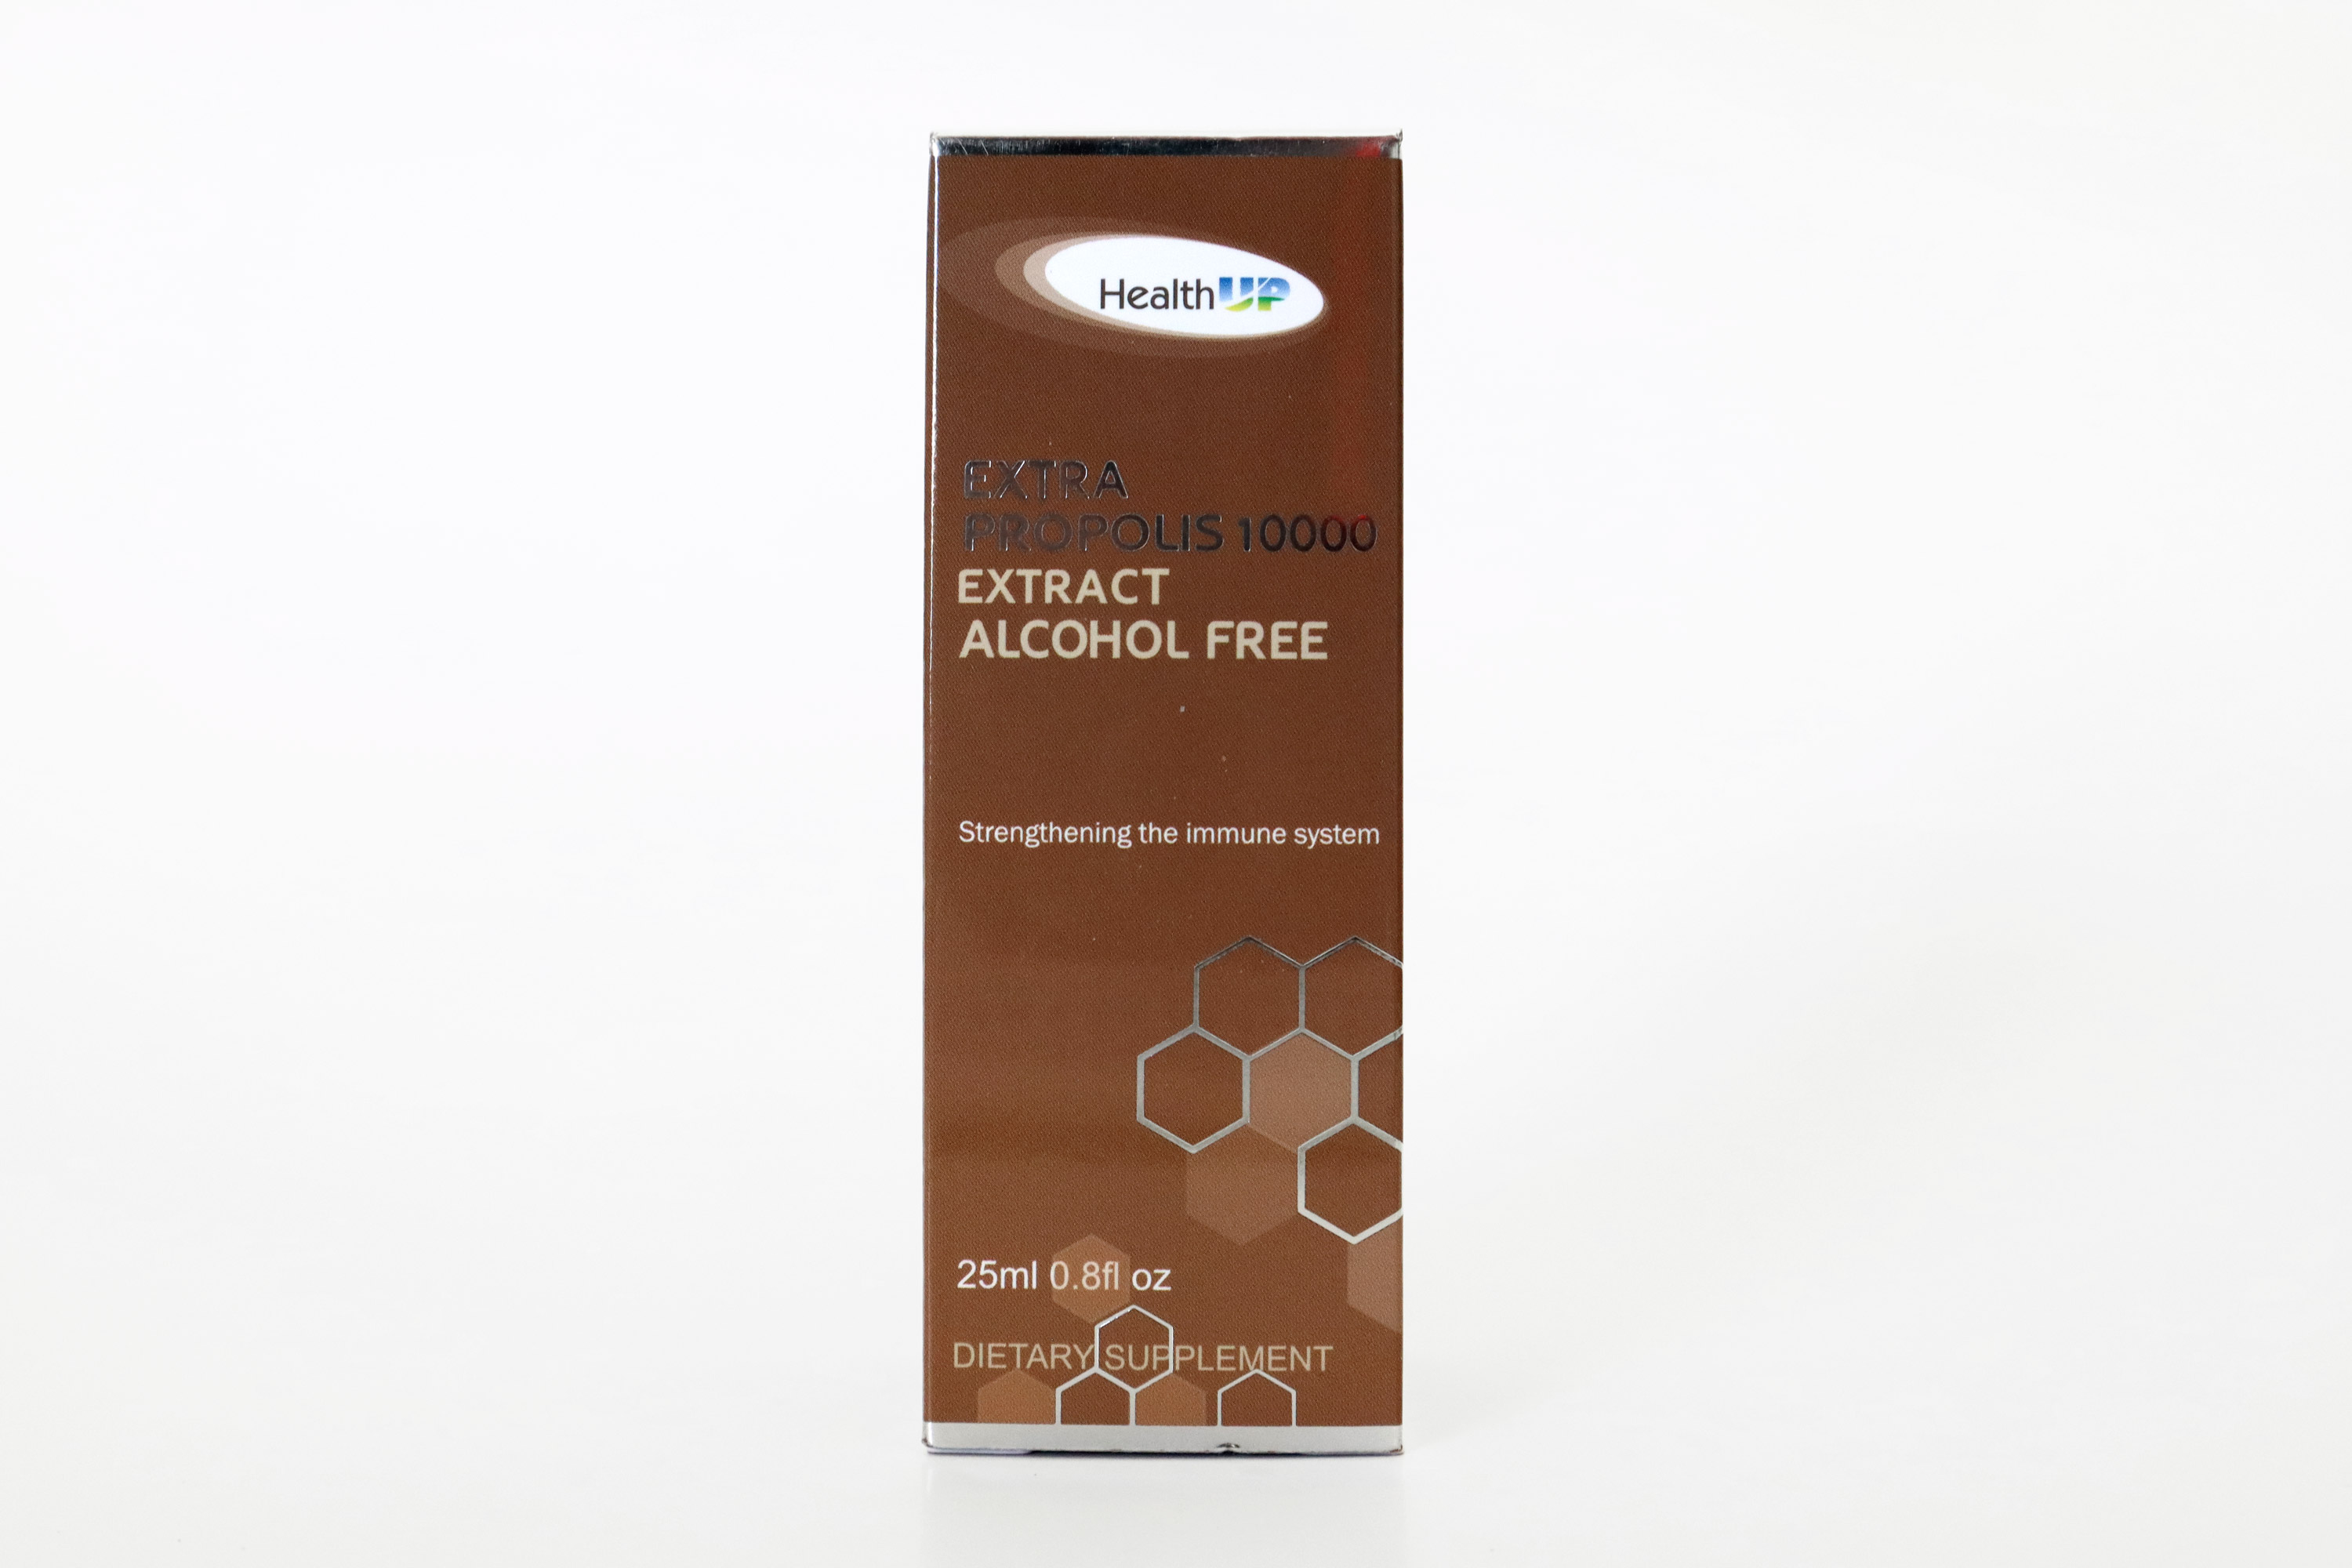 HealthUP
EXTRA
PROPOLIS 10000
EXTRACT
ALCOHOL FREE
Strengthening the immune system
25ml 0.8fl oz
DIETARY SUPPLEMENT